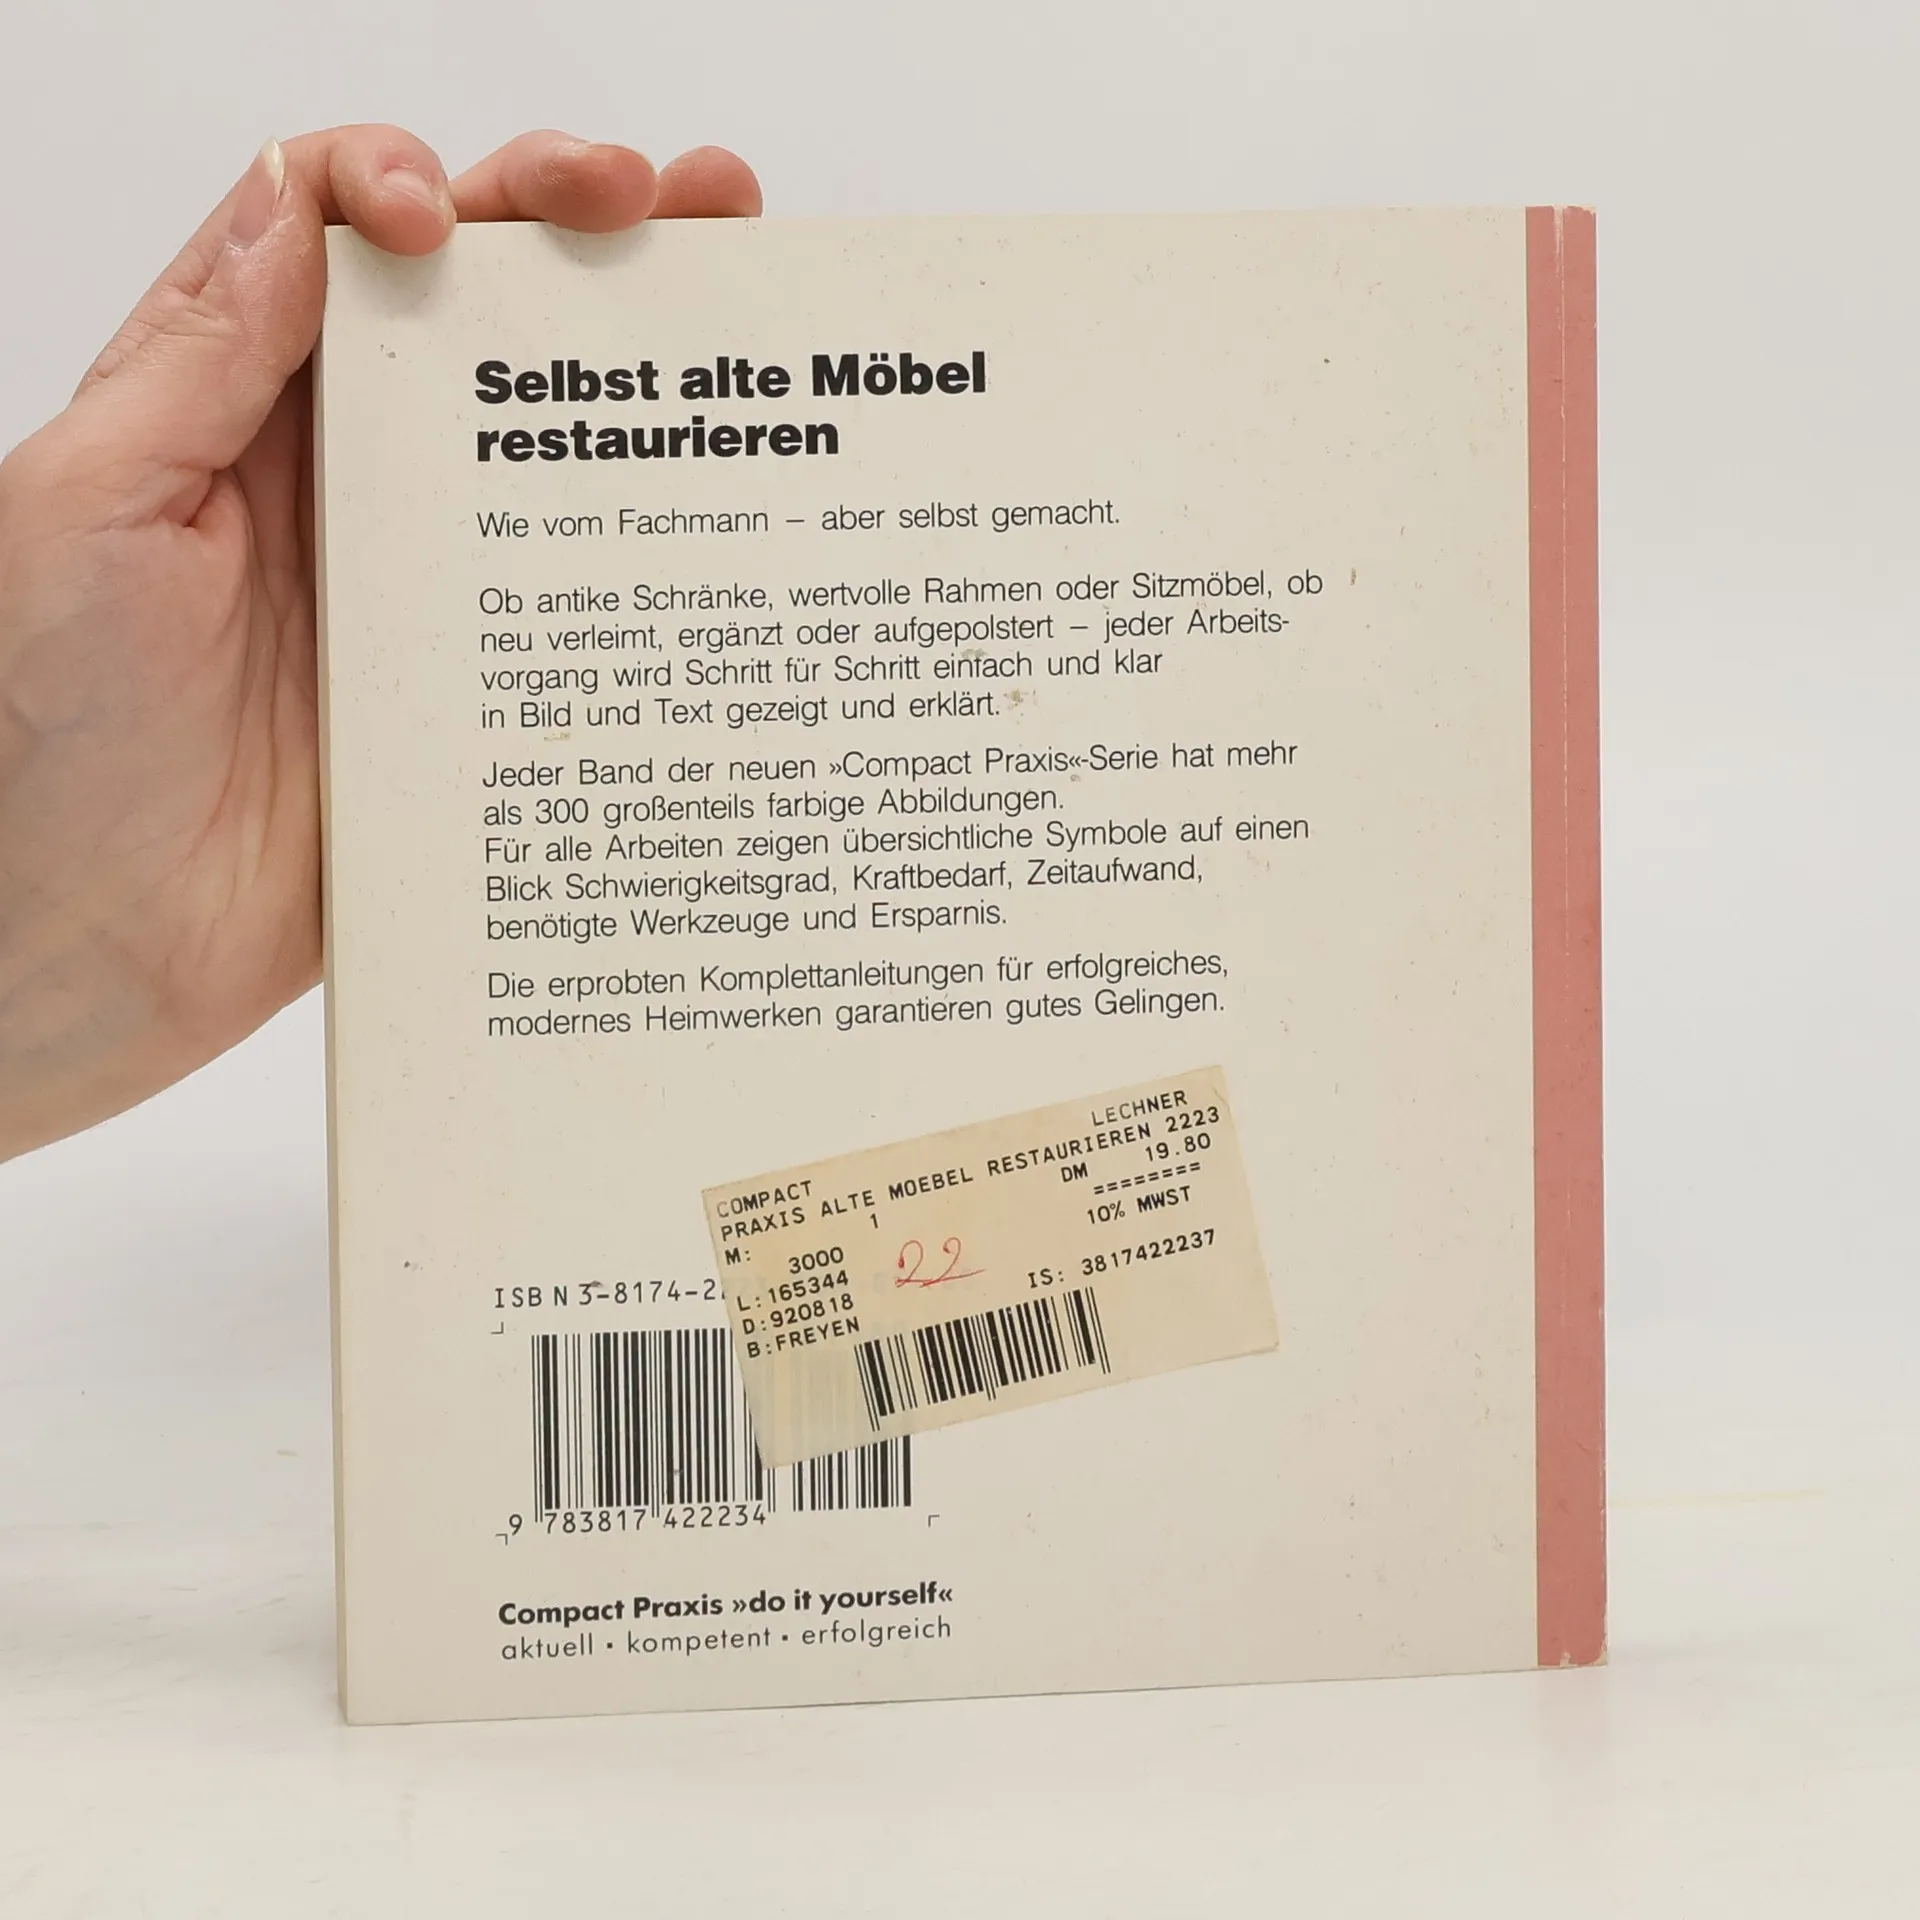 Selbst alte Möbel
restaurieren
Wie vom Fachmann – aber selbst gemacht.
Ob antike Schränke, wertvolle Rahmen oder Sitzmöbel, ob
neu verleimt, ergänzt oder aufgepolstert – jeder Arbeits-
vorgang wird Schritt für Schritt einfach und klar
in Bild und Text gezeigt und erklärt.
Jeder Band der neuen »Compact Praxis«-Serie hat mehr
als 300 großenteils farbige Abbildungen.
Für alle Arbeiten zeigen übersichtliche Symbole auf einen
Blick Schwierigkeitsgrad, Kraftbedarf, Zeitaufwand,
benötigte Werkzeuge und Ersparnis.
Die erprobten Komplettanleitungen für erfolgreiches,
modernes Heimwerken garantieren gutes Gelingen.
LECHNER
COMPACT
PRAXIS ALTE MOEBEL RESTAURIEREN 2223
M: 1 DM 19.80
========
3000 10% MWST
22
L:165344
D:920818 IS: 3817422237
B:FREYEN
ISBN 3-8174-2
9 783817 422234
Compact Praxis »do it yourself«
aktuell ▪ kompetent ▪ erfolgreich